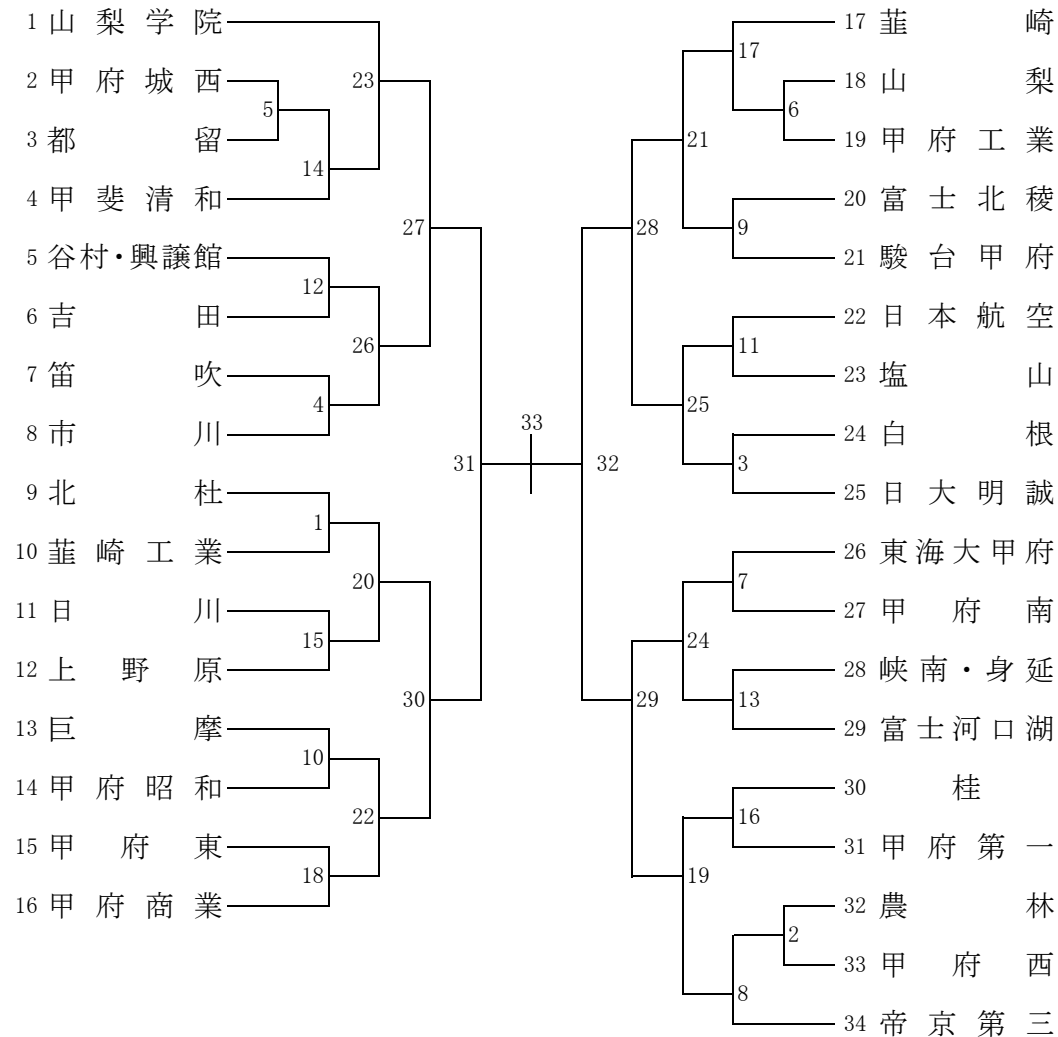 1 山梨学院
2 甲府城西
3 都留
4 甲斐清和
5 谷村・興譲館
6 吉田
7 笛吹
8 市川
9 北杜
10 韮崎工業
11 日川
12 上野原
13 巨摩
14 甲府昭和
15 甲府東
16 甲府商業
23
5
14
27
12
26
4
31
1
20
15
30
10
22
18
33
32
17
6
21
9
28
11
25
3
7
24
13
29
16
19
2
8
17 韮崎
18 山梨
19 甲府工業
20 富士北稜
21 駿台甲府
22 日本航空
23 塩山
24 白根
25 日大明誠
26 東海大甲府
27 甲府南
28 峡南・身延
29 富士河口湖
30 桂
31 甲府第一
32 農林
33 甲府西
34 帝京第三